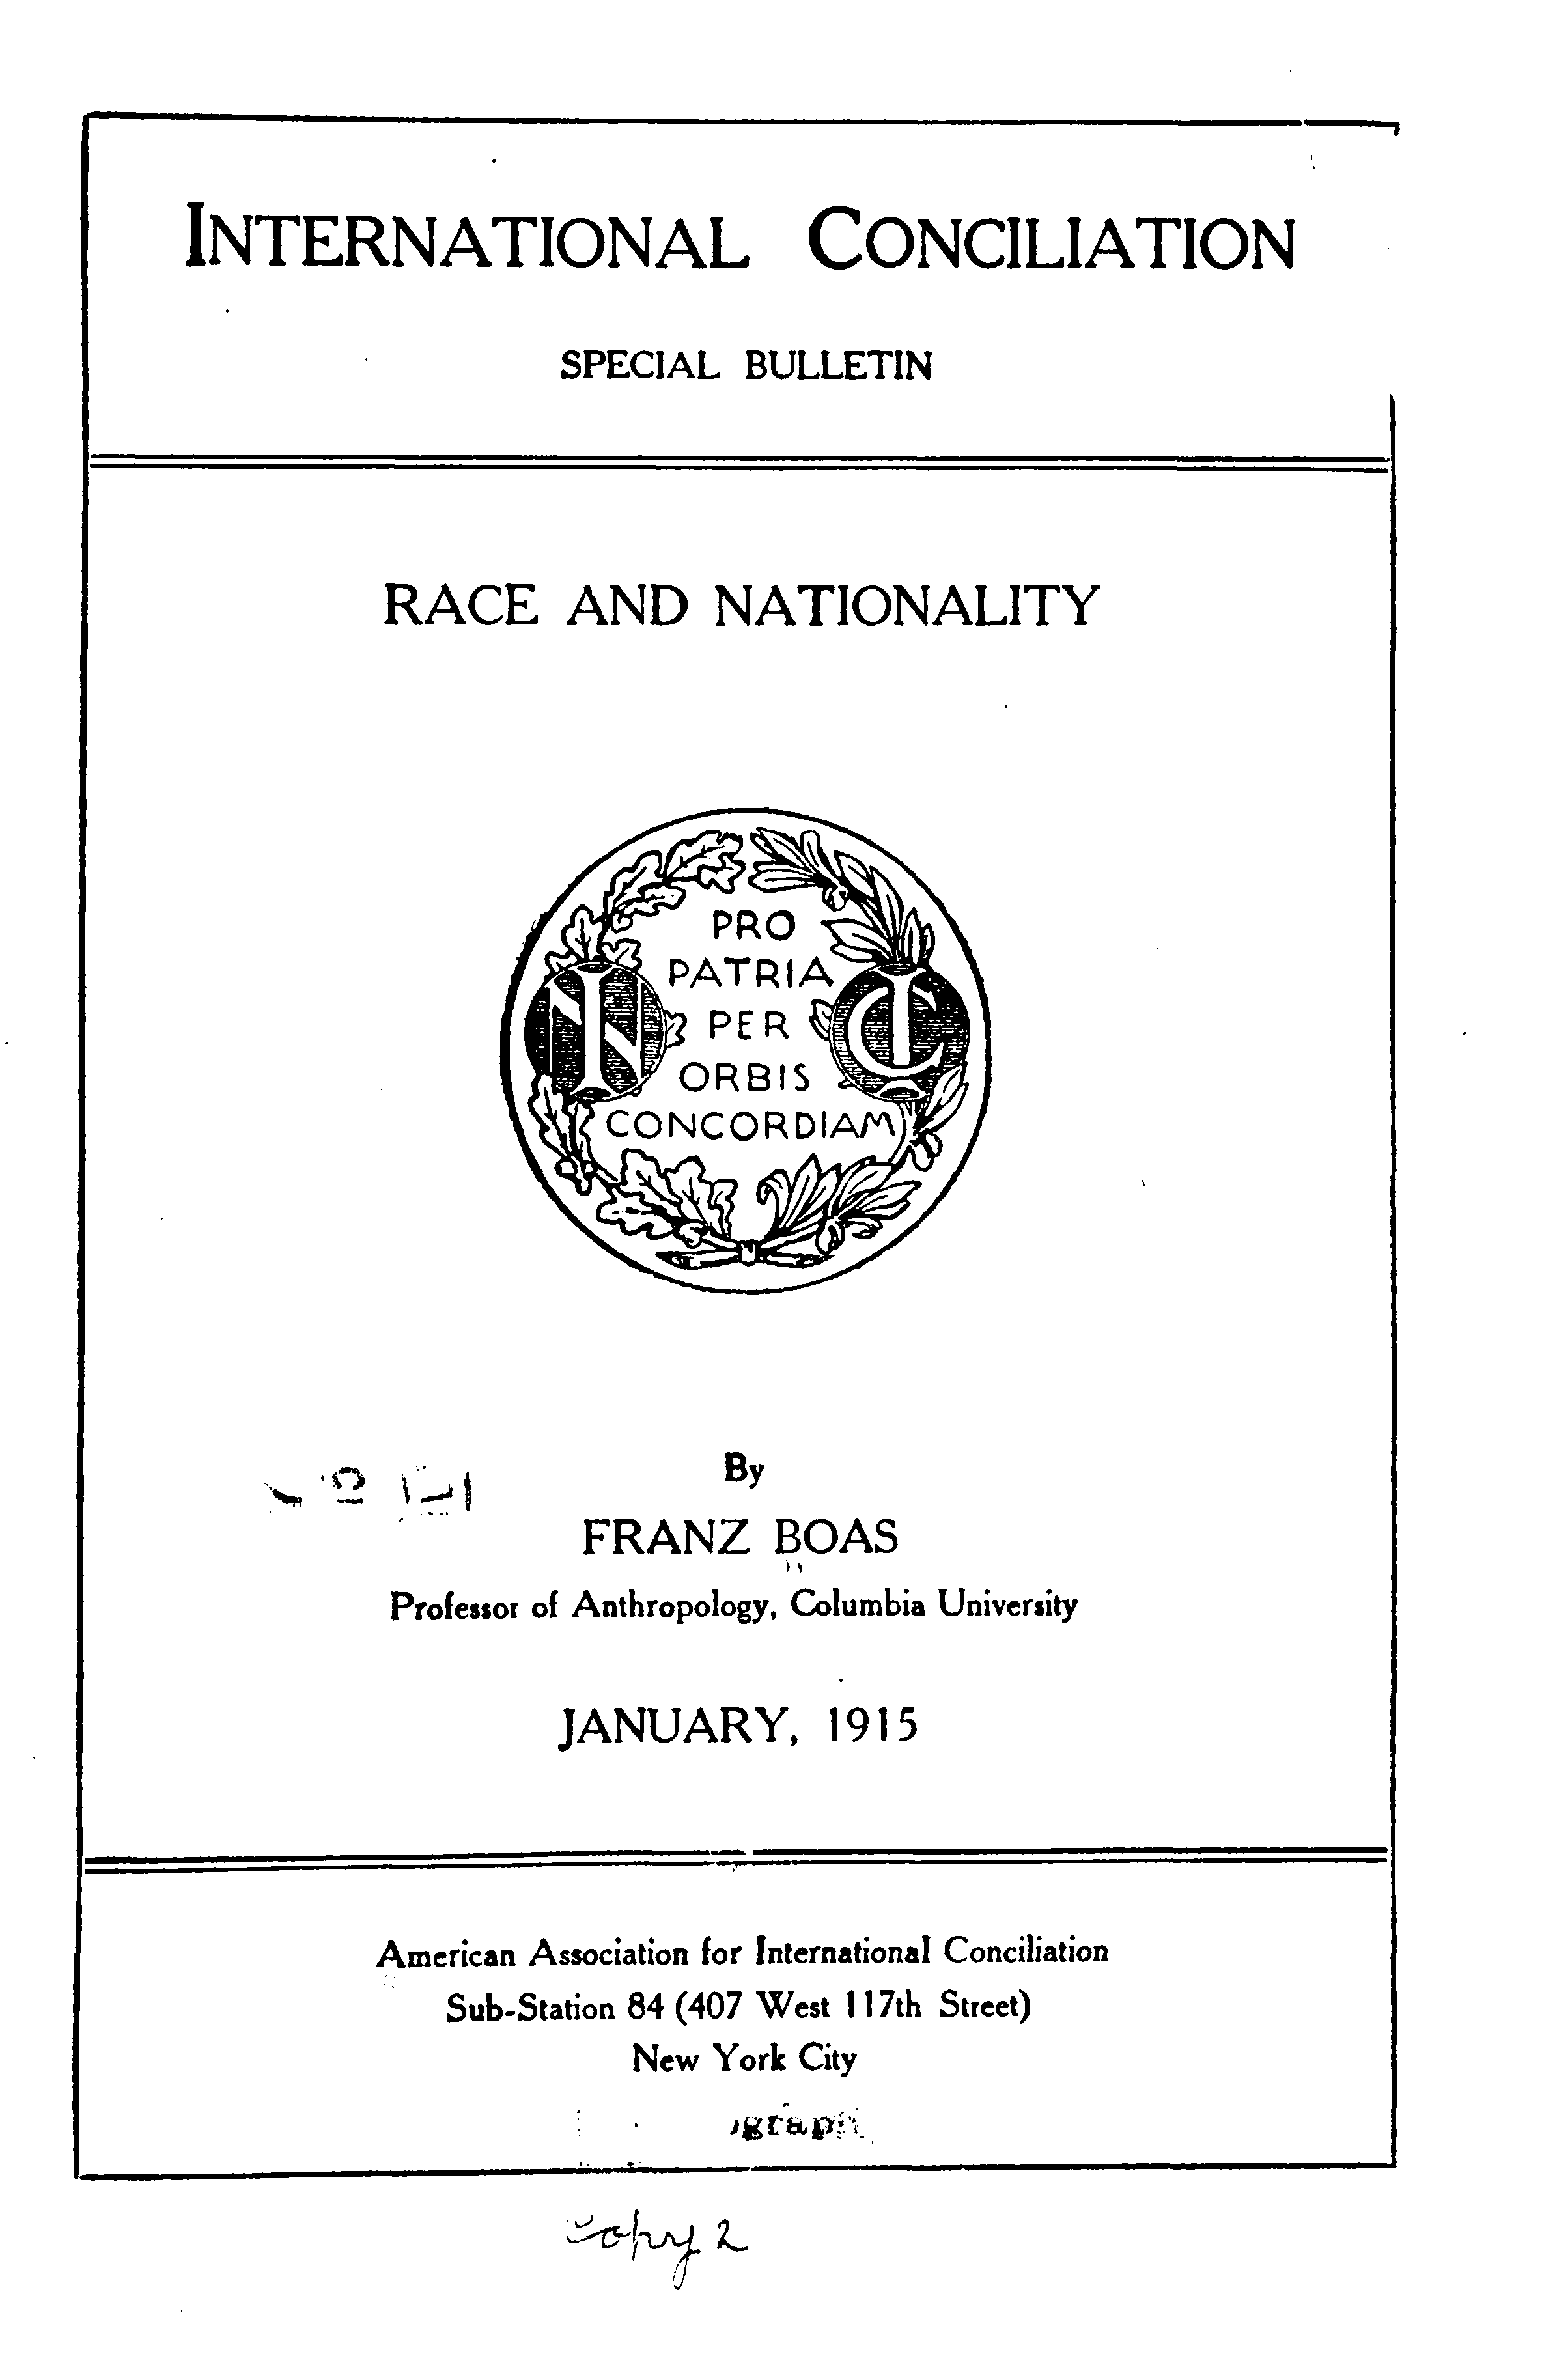 INTERNATIONAL CONCILIATION
SPECIAL BULLETIN
RACE AND NATIONALITY
PRO
PATRIA
PER
ORBIS
CONCORDIAM
By
FRANZ BOAS
Professor of Anthropology, Columbia University
JANUARY, 1915
American Association for International Conciliation
Sub-Station 84 (407 West 117th Street)
New York City
Copy 2